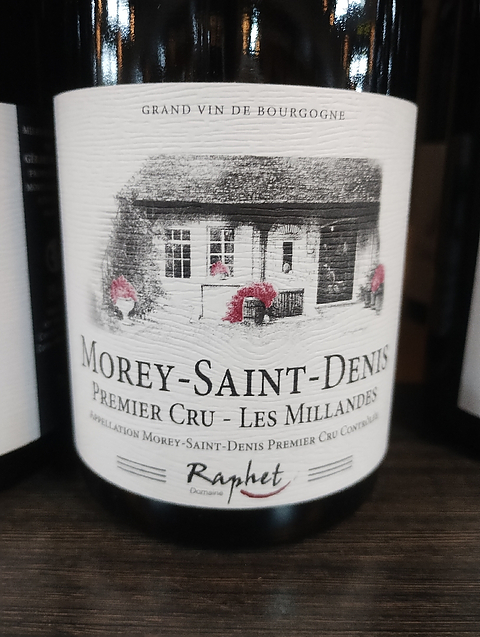 GRAND VIN DE BOURGOGNE
MOREY-SAINT-DENIS
PREMIER CRU - LES MILLANDES
APPELLATION MOREY-SAINT-DENIS PREMIER CRU CONTRÔLÉE
Raphet
Domaine